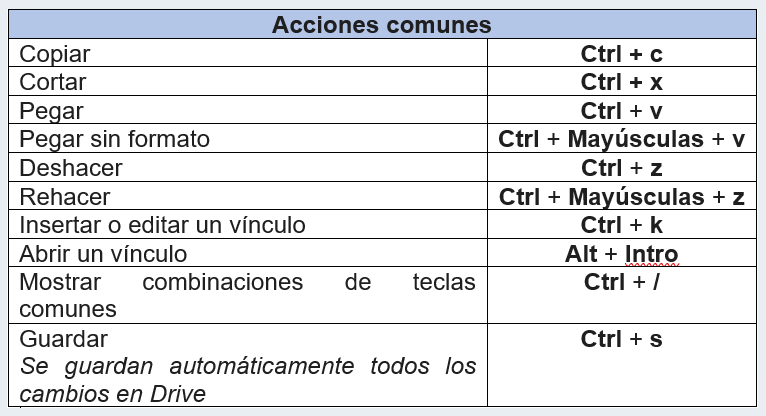 Acciones comunes
Copiar Ctrl + c
Cortar Ctrl + x
Pegar Ctrl + v
Pegar sin formato Ctrl + Mayúsculas + v
Deshacer Ctrl + z
Rehacer Ctrl + Mayúsculas + z
Insertar o editar un vínculo Ctrl + k
Abrir un vínculo Alt + Intro
Mostrar combinaciones de teclas Ctrl + /
comunes
Guardar Ctrl + s
Se guardan automáticamente todos los
cambios en Drive